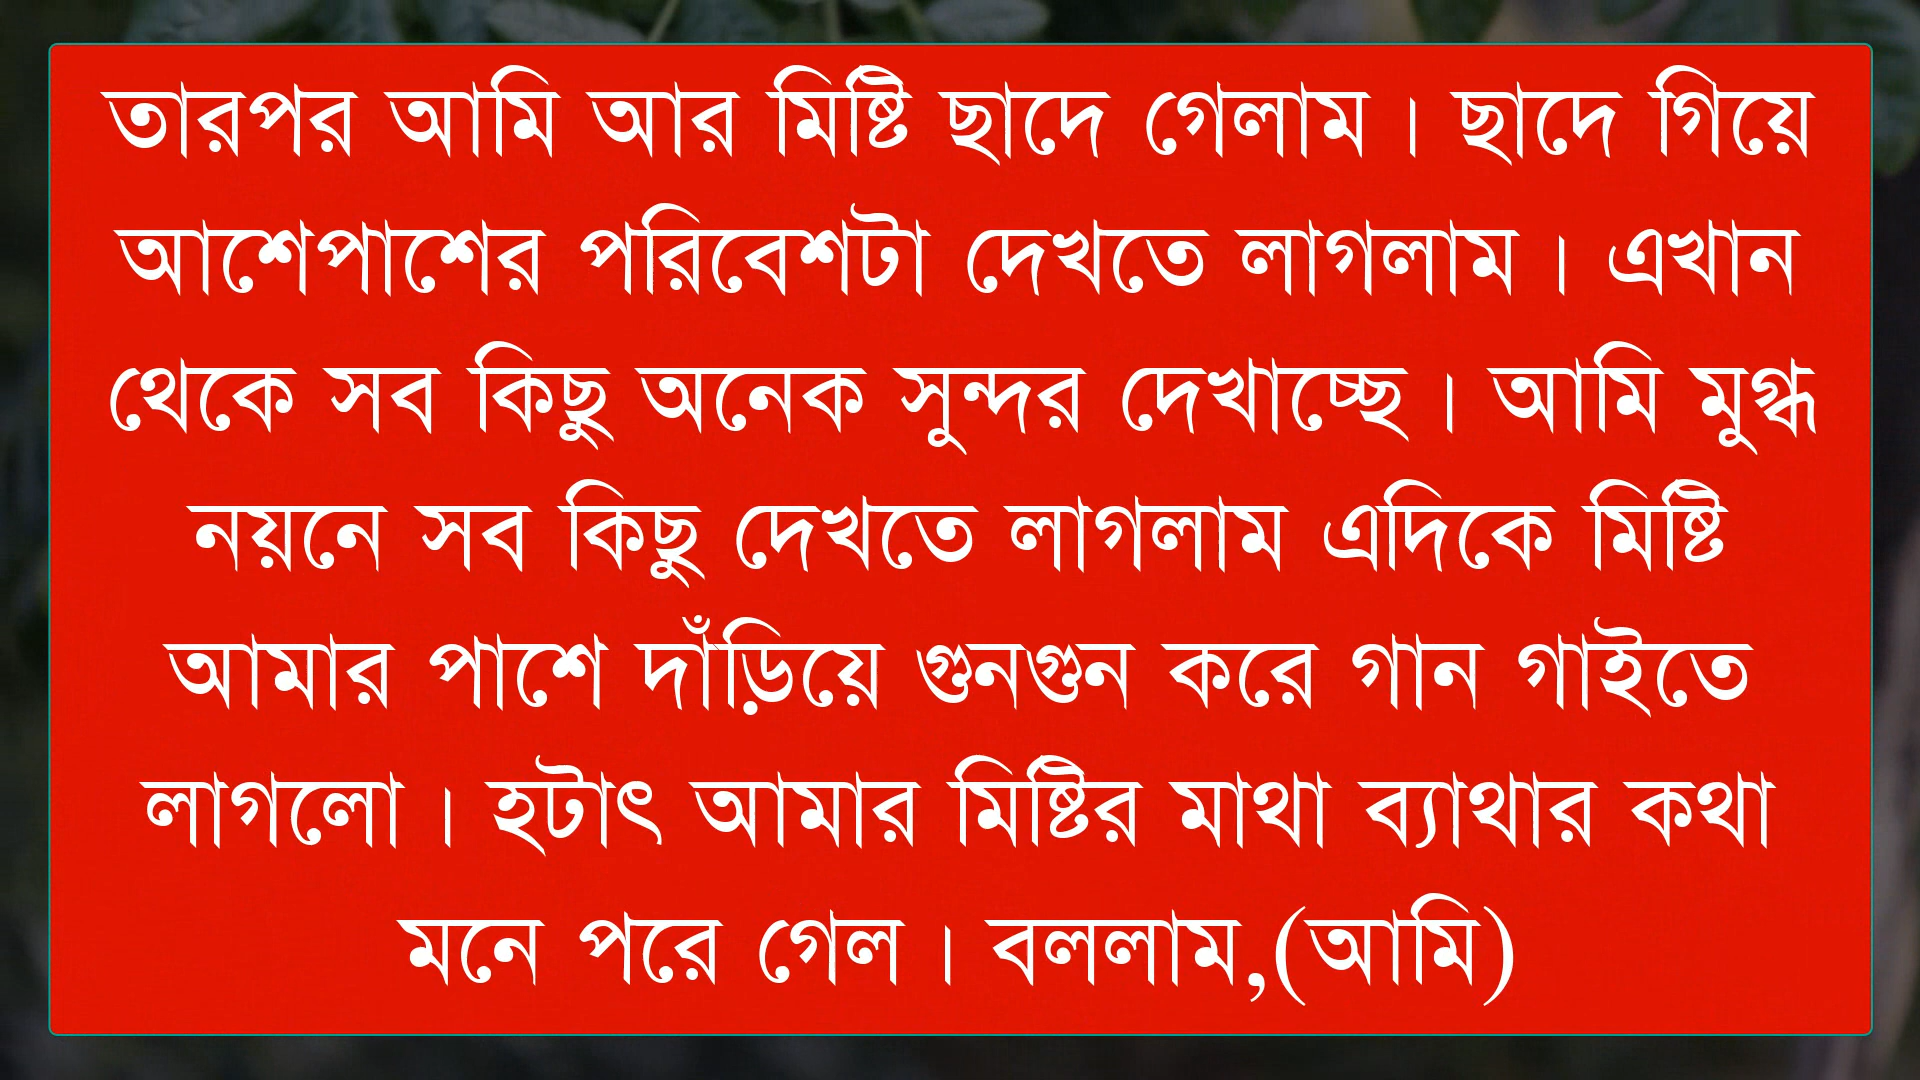 তারপর আমি আর মিষ্টি ছাদে গেলাম । ছাদে গিয়ে
আশেপাশের পরিবেশটা দেখতে লাগলাম । এখান
থেকে সব কিছু অনেক সুন্দর দেখাচ্ছে । আমি মুগ্ধ
নয়নে সব কিছু দেখতে লাগলাম এদিকে মিষ্টি
আমার পাশে দাঁড়িয়ে গুনগুন করে গান গাইতে
লাগলো । হটাৎ আমার মিষ্টির মাথা ব্যাথার কথা
মনে পরে গেল । বললাম,(আমি)